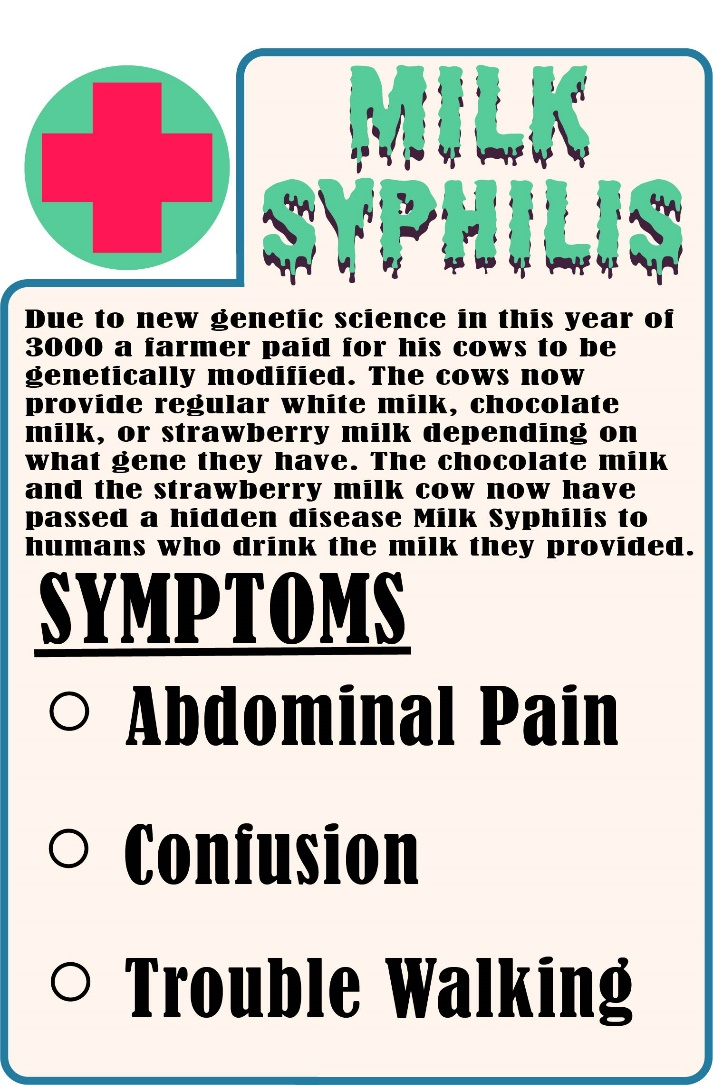 MILK
SYPHILIS
Due to new genetic science in this year of
3000 a farmer paid for his cows to be
genetically modified. The cows now
provide regular white milk, chocolate
milk, or strawberry milk depending on
what gene they have. The chocolate milk
and the strawberry milk cow now have
passed a hidden disease Milk Syphilis to
humans who drink the milk they provided.
SYMPTOMS
Abdominal Pain
Confusion
Trouble Walking